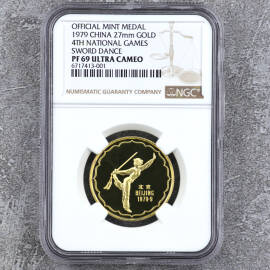 OFFICIAL MINT MEDAL
1979 CHINA 27mm GOLD
4TH NATIONAL GAMES
SWORD DANCE
PF 69 ULTRA CAMEO
6717413-001
NUMISMATIC GUARANTY COMPANY
NGC
北京
BEIJING
1979·9